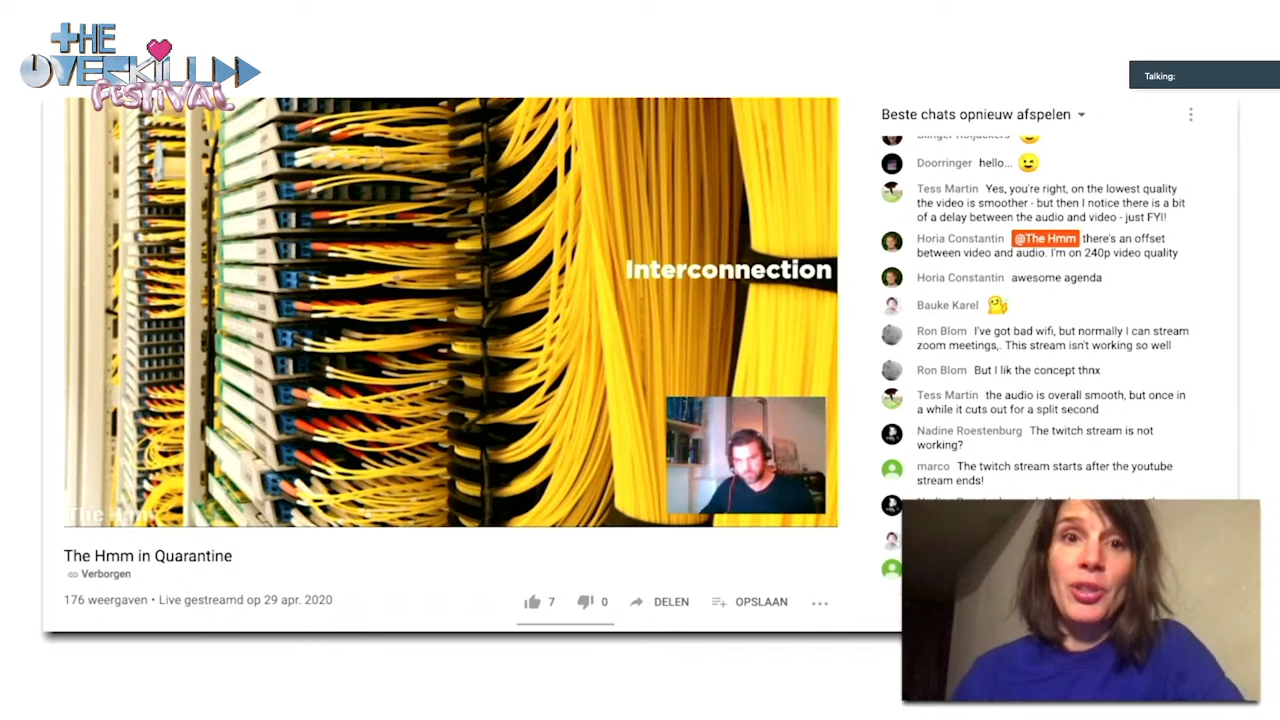 THE
OVERKILL
FESTIVAL
Talking:
Interconnection
The Hmm
The Hmm in Quarantine
Verborgen
176 weergaven • Live gestreamd op 29 apr. 2020
7
0
DELEN
OPSLAAN
Beste chats opnieuw afspelen
Doorringer hello...
Tess Martin Yes, you're right, on the lowest quality
the video is smoother - but then I notice there is a bit
of a delay between the audio and video - just FYI!
Horia Constantin @The Hmm there's an offset
between video and audio. I'm on 240p video quality
Horia Constantin awesome agenda
Bauke Karel
Ron Blom I've got bad wifi, but normally I can stream
zoom meetings,. This stream isn't working so well
Ron Blom But I lik the concept thnx
Tess Martin the audio is overall smooth, but once in
a while it cuts out for a split second
Nadine Roestenburg The twitch stream is not
working?
marco The twitch stream starts after the youtube
stream ends!